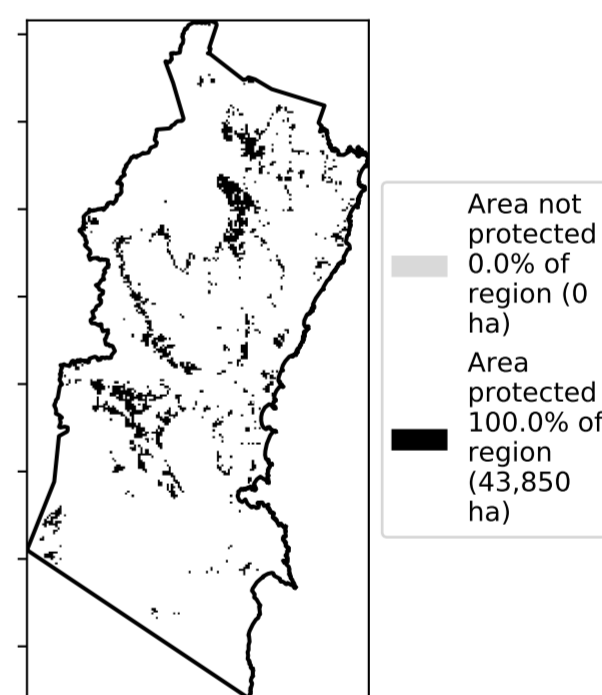 Area not
protected
0.0% of
region (0
ha)
Area
protected
100.0% of
region
(43,850
ha)